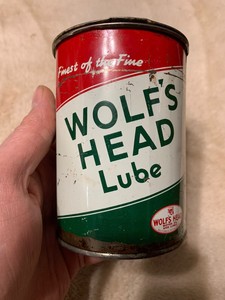 Finest of the Fine
WOLF'S
HEAD
Lube
WOLF'S HEAD